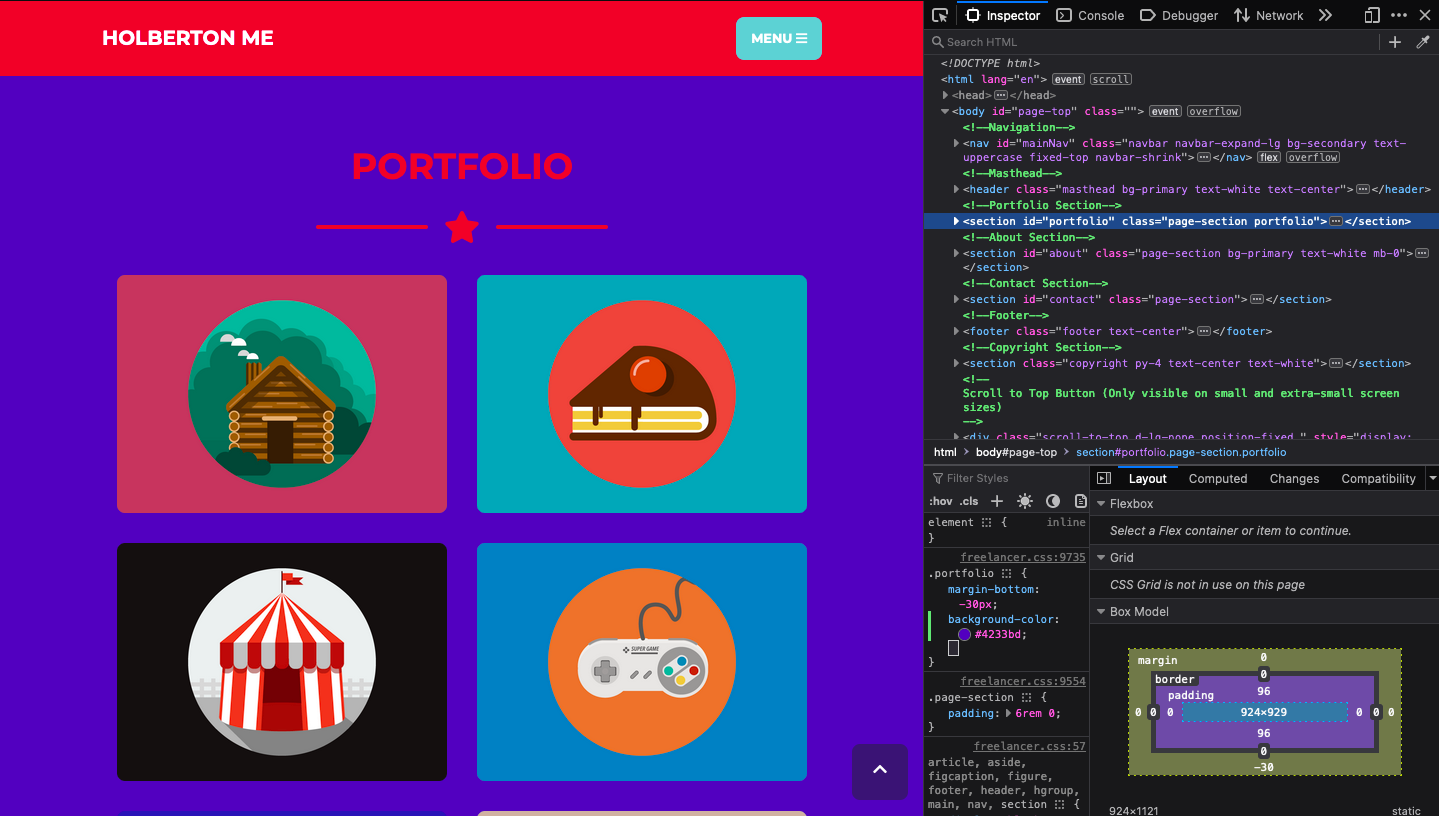 HOLBERTON ME
MENU
PORTFOLIO
SUPER GAME
Inspector
Console
Debugger
Network
Search HTML
<!DOCTYPE html>
<html lang="en"> event scroll
<head> ⋯ </head>
<body id="page-top" class=""> event overflow
<!--Navigation-->
<nav id="mainNav" class="navbar navbar-expand-lg bg-secondary text-
uppercase fixed-top navbar-shrink"> ⋯ </nav> flex overflow
<!--Masthead-->
<header class="masthead bg-primary text-white text-center"> ⋯ </header>
<!--Portfolio Section-->
<section id="portfolio" class="page-section portfolio"> ⋯ </section>
<!--About Section-->
<section id="about" class="page-section bg-primary text-white mb-0"> ⋯
</section>
<!--Contact Section-->
<section id="contact" class="page-section"> ⋯ </section>
<!--Footer-->
<footer class="footer text-center"> ⋯ </footer>
<!--Copyright Section-->
<section class="copyright py-4 text-center text-white"> ⋯ </section>
<!--
Scroll to Top Button (Only visible on small and extra-small screen
sizes)
-->
<div class="scroll-to-top d-lg-none position-fixed " style="display:
html > body#page-top > section#portfolio.page-section.portfolio
Filter Styles
:hov .cls +
element { inline
}
freelancer.css:9735
.portfolio {
margin-bottom:
-30px;
background-color:
#4233bd;
}
freelancer.css:9554
.page-section {
padding: 6rem 0;
}
freelancer.css:57
article, aside,
figcaption, figure,
footer, header, hgroup,
main, nav, section {
Layout
Computed
Changes
Compatibility
Flexbox
Select a Flex container or item to continue.
Grid
CSS Grid is not in use on this page
Box Model
margin 0
border 0
padding 96
0 0 0 924×929 0 0 0
96
0
-30
924×1121 static